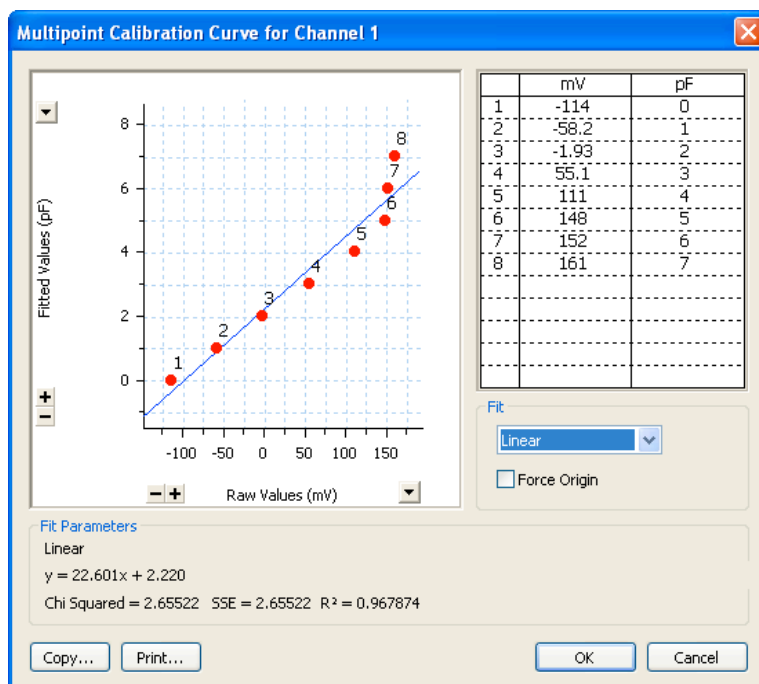 Multipoint Calibration Curve for Channel 1
Fitted Values (pF)
8
6
4
2
0
1
2
3
4
5
6
7
8
-100 -50 0 50 100 150
Raw Values (mV)
mV pF
1 -114 0
2 -58.2 1
3 -1.93 2
4 55.1 3
5 111 4
6 148 5
7 152 6
8 161 7
Fit
Linear
Force Origin
Fit Parameters
Linear
y = 22.601x + 2.220
Chi Squared = 2.65522 SSE = 2.65522 R² = 0.967874
Copy... Print... OK Cancel